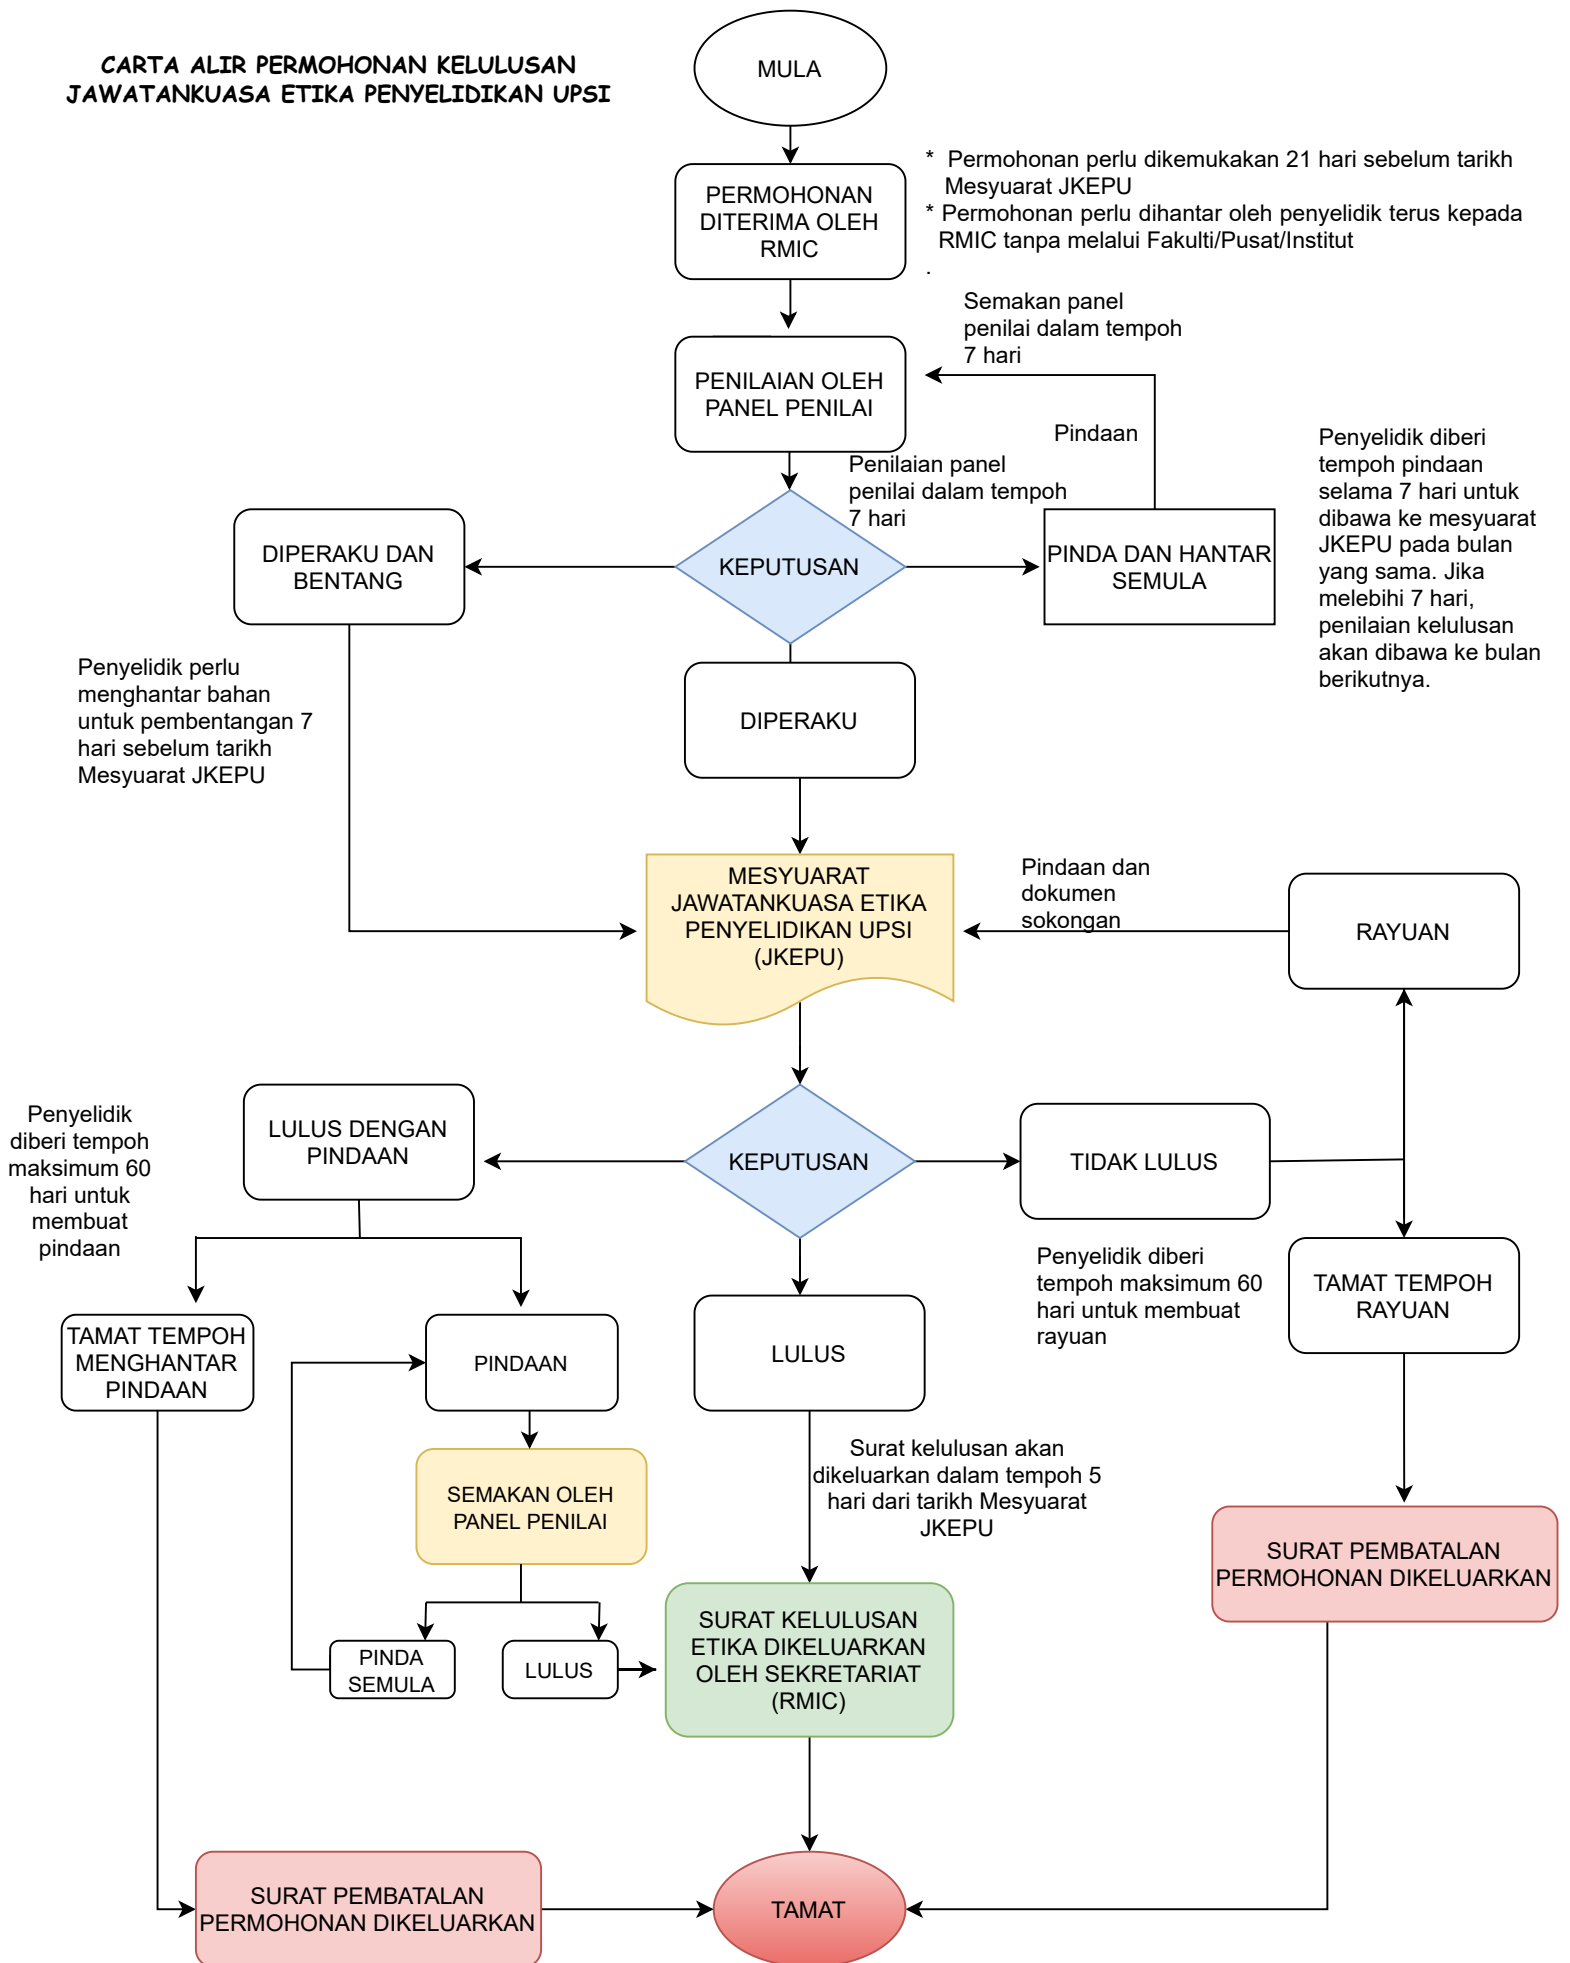 CARTA ALIR PERMOHONAN KELULUSAN
JAWATANKUASA ETIKA PENYELIDIKAN UPSI
MULA
PERMOHONAN
DITERIMA OLEH
RMIC
* Permohonan perlu dikemukakan 21 hari sebelum tarikh
Mesyuarat JKEPU
* Permohonan perlu dihantar oleh penyelidik terus kepada
RMIC tanpa melalui Fakulti/Pusat/Institut
.
Semakan panel
penilai dalam tempoh
7 hari
PENILAIAN OLEH
PANEL PENILAI
Pindaan
Penilaian panel
penilai dalam tempoh
7 hari
Penyelidik diberi
tempoh pindaan
selama 7 hari untuk
dibawa ke mesyuarat
JKEPU pada bulan
yang sama. Jika
melebihi 7 hari,
penilaian kelulusan
akan dibawa ke bulan
berikutnya.
DIPERAKU DAN
BENTANG
KEPUTUSAN
PINDA DAN HANTAR
SEMULA
Penyelidik perlu
menghantar bahan
untuk pembentangan 7
hari sebelum tarikh
Mesyuarat JKEPU
DIPERAKU
MESYUARAT
JAWATANKUASA ETIKA
PENYELIDIKAN UPSI
(JKEPU)
Pindaan dan
dokumen
sokongan
RAYUAN
Penyelidik
diberi tempoh
maksimum 60
hari untuk
membuat
pindaan
LULUS DENGAN
PINDAAN
KEPUTUSAN
TIDAK LULUS
Penyelidik diberi
tempoh maksimum 60
hari untuk membuat
rayuan
TAMAT TEMPOH
RAYUAN
TAMAT TEMPOH
MENGHANTAR
PINDAAN
PINDAAN
LULUS
Surat kelulusan akan
dikeluarkan dalam tempoh 5
hari dari tarikh Mesyuarat
JKEPU
SEMAKAN OLEH
PANEL PENILAI
SURAT PEMBATALAN
PERMOHONAN DIKELUARKAN
PINDA
SEMULA
LULUS
SURAT KELULUSAN
ETIKA DIKELUARKAN
OLEH SEKRETARIAT
(RMIC)
SURAT PEMBATALAN
PERMOHONAN DIKELUARKAN
TAMAT